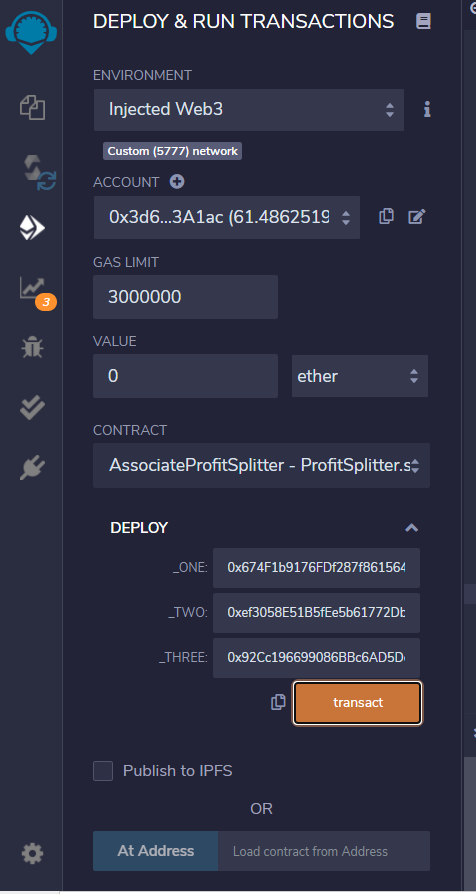 DEPLOY & RUN TRANSACTIONS
ENVIRONMENT
Injected Web3
Custom (5777) network
ACCOUNT
0x3d6...3A1ac (61.4862519
GAS LIMIT
3000000
VALUE
0 ether
CONTRACT
AssociateProfitSplitter - ProfitSplitter.s
DEPLOY
_ONE: 0x674F1b9176FDf287f861564
_TWO: 0xef3058E51B5fEe5b61772Db
_THREE: 0x92Cc196699086BBc6AD5D
transact
Publish to IPFS
OR
At Address Load contract from Address
3